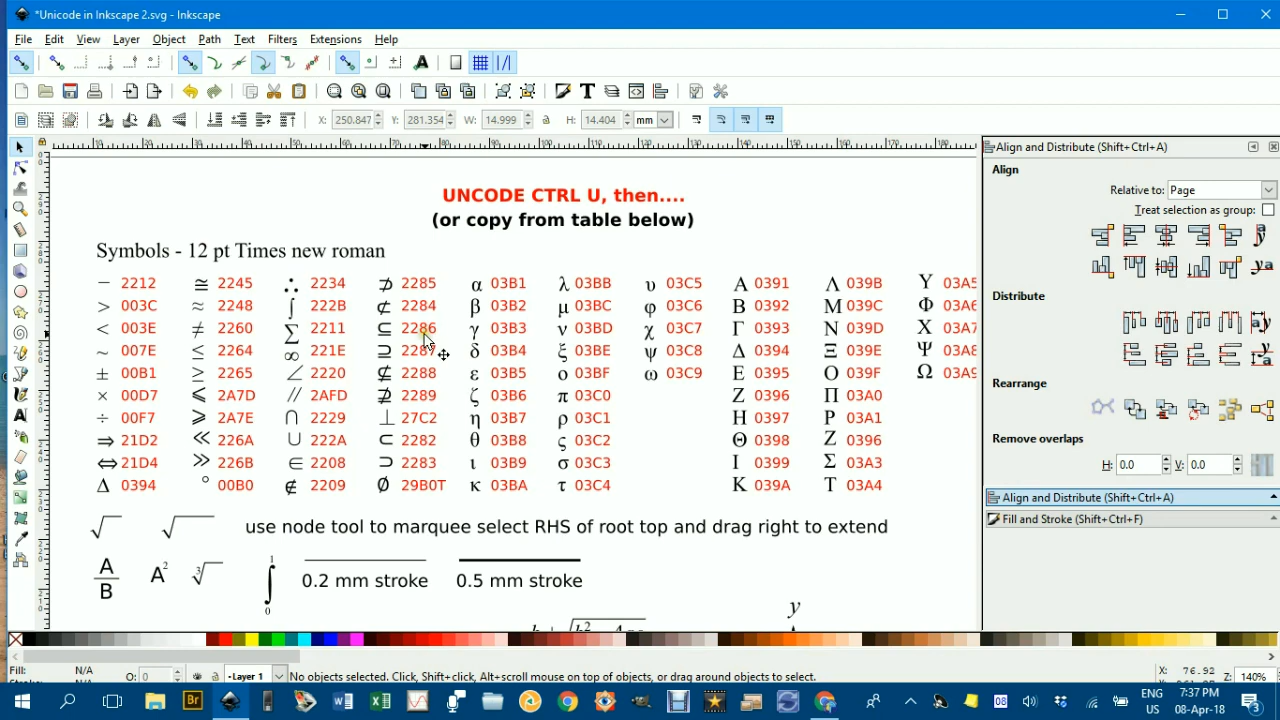 *Unicode in Inkscape 2.svg - Inkscape
File Edit View Layer Object Path Text Filters Extensions Help
X: 250.847 Y: 281.354 W: 14.999 H: 14.404 mm
UNCODE CTRL U, then....
(or copy from table below)
Symbols - 12 pt Times new roman
− 2212 ≅ 2245 ∴ 2234 ⊅ 2285 α 03B1 λ 03BB υ 03C5 Α 0391 Λ 039B Υ 03A5
> 003C ≈ 2248 ∫ 222B ⊄ 2284 β 03B2 μ 03BC φ 03C6 Β 0392 Μ 039C Φ 03A6
< 003E ≠ 2260 ∑ 2211 ⊆ 2286 γ 03B3 ν 03BD χ 03C7 Γ 0393 Ν 039D Χ 03A7
~ 007E ≤ 2264 ∞ 221E ⊇ 2287 δ 03B4 ξ 03BE ψ 03C8 Δ 0394 Ξ 039E Ψ 03A8
± 00B1 ≥ 2265 ∠ 2220 ⊈ 2288 ε 03B5 ο 03BF ω 03C9 Ε 0395 Ο 039F Ω 03A9
× 00D7 ⩽ 2A7D ⫽ 2AFD ⊉ 2289 ζ 03B6 π 03C0 Ζ 0396 Π 03A0
÷ 00F7 ⩾ 2A7E ∩ 2229 ⟂ 27C2 η 03B7 ρ 03C1 Η 0397 Ρ 03A1
⇒ 21D2 ≪ 226A ∪ 222A ⊂ 2282 θ 03B8 ς 03C2 Θ 0398 Ζ 0396
⇔ 21D4 ≫ 226B ∈ 2208 ⊃ 2283 ι 03B9 σ 03C3 Ι 0399 Σ 03A3
Δ 0394 ° 00B0 ∉ 2209 ⦰ 29B0T κ 03BA τ 03C4 Κ 039A Τ 03A4
√ √ use node tool to marquee select RHS of root top and drag right to extend
A
B
A²
3√
1
∫
0
0.2 mm stroke 0.5 mm stroke
y
Align and Distribute (Shift+Ctrl+A)
Align
Relative to: Page
Treat selection as group:
Distribute
Rearrange
Remove overlaps
H: 0.0 V: 0.0
Align and Distribute (Shift+Ctrl+A)
Fill and Stroke (Shift+Ctrl+F)
Fill: N/A O: 0 -Layer 1 No objects selected. Click, Shift+click, Alt+scroll mouse on top of objects, or drag around objects to select. X: 76.92 Z: 140%
ENG
US
7:37 PM
08-Apr-18